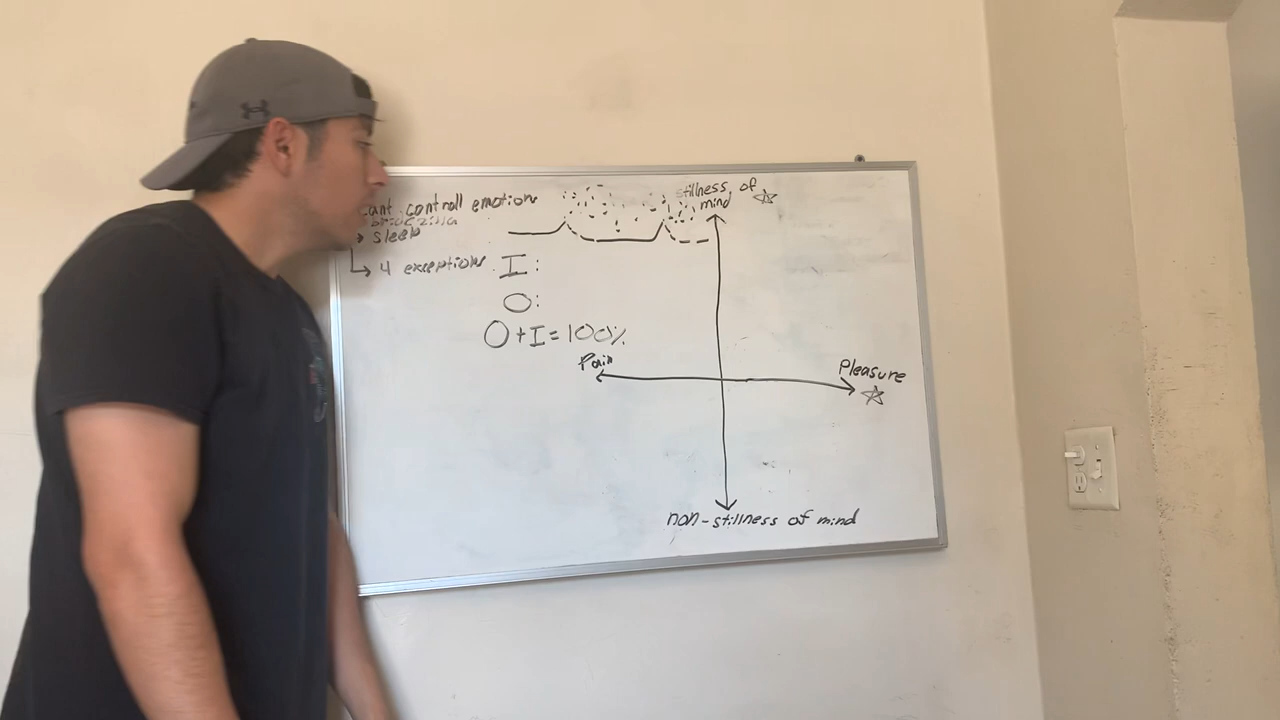 cant controll emotion
sleep
4 exceptions
I:
O:
O+I=100%
stillness of
mind
Pain
Pleasure
non-stillness of mind